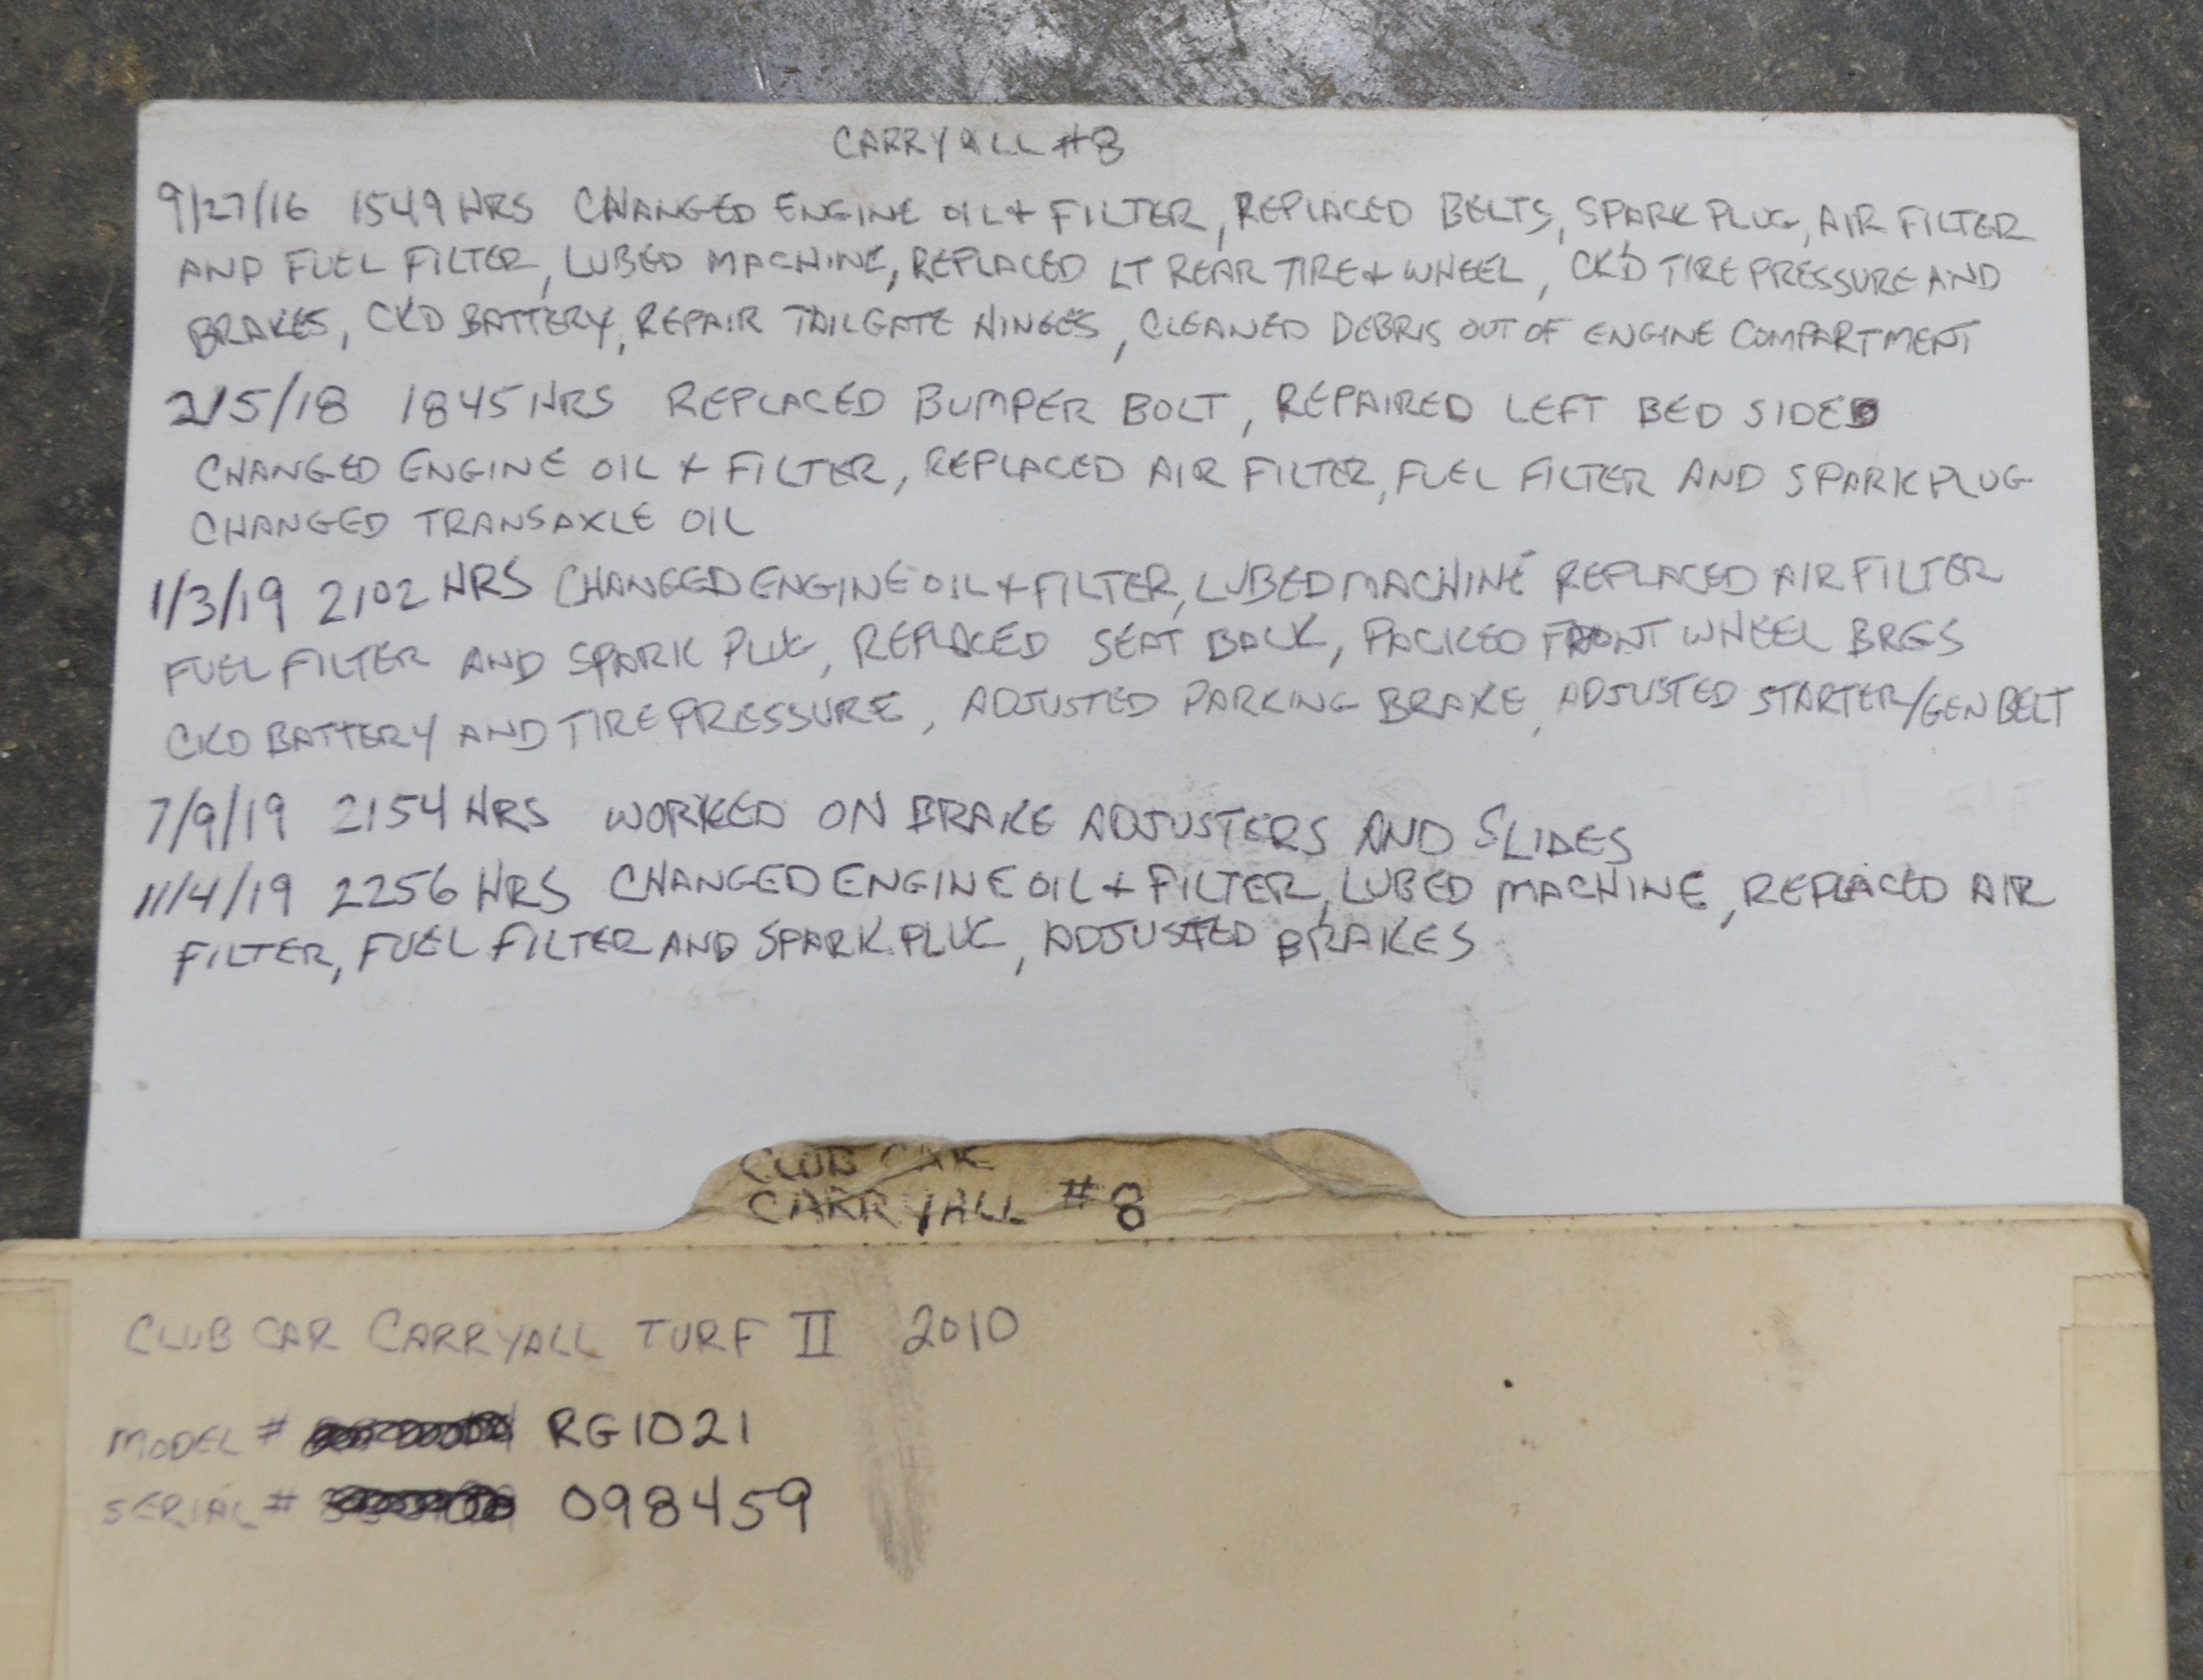 CARRYALL #8
9/27/16 1549 HRS CHANGED ENGINE OIL + FILTER, REPLACED BELTS, SPARK PLUG, AIR FILTER
AND FUEL FILTER, LUBED MACHINE, REPLACED LT REAR TIRE + WHEEL, CK'D TIRE PRESSURE AND
BRAKES, CKD BATTERY, REPAIR TAILGATE HINGES, CLEANED DEBRIS OUT OF ENGINE COMPARTMENT
2/5/18 1845 HRS REPLACED BUMPER BOLT, REPAIRED LEFT BED SIDE
CHANGED ENGINE OIL + FILTER, REPLACED AIR FILTER, FUEL FILTER AND SPARK PLUG
CHANGED TRANSAXLE OIL
1/3/19 2102 HRS CHANGED ENGINE OIL + FILTER, LUBED MACHINE REPLACED AIR FILTER
FUEL FILTER AND SPARK PLUG, REPLACED SEAT BACK, PACKED FRONT WHEEL BRGS
CKD BATTERY AND TIRE PRESSURE, ADJUSTED PARKING BRAKE, ADJUSTED STARTER/GEN BELT
7/9/19 2154 HRS WORKED ON BRAKE ADJUSTERS AND SLIDES
11/4/19 2256 HRS CHANGED ENGINE OIL + FILTER, LUBED MACHINE, REPLACED AIR
FILTER, FUEL FILTER AND SPARK PLUG, ADJUSTED BRAKES
CLUB CAR
CARRYALL #8
CLUB CAR CARRYALL TURF II 2010
MODEL # RG1021
SERIAL # 098459